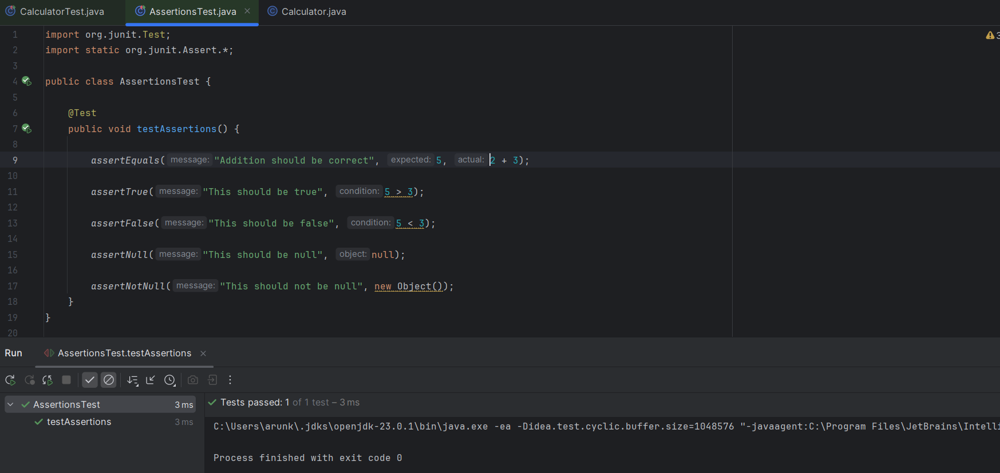 CalculatorTest.java AssertionsTest.java Calculator.java
1 import org.junit.Test;
2 import static org.junit.Assert.*;
3
4 public class AssertionsTest {
5
6 @Test
7 public void testAssertions() {
8
9 assertEquals( message: "Addition should be correct", expected: 5, actual: 2 + 3);
10
11 assertTrue( message: "This should be true", condition: 5 > 3);
12
13 assertFalse( message: "This should be false", condition: 5 < 3);
14
15 assertNull( message: "This should be null", object: null);
16
17 assertNotNull( message: "This should not be null", new Object());
18 }
19 }
20
3
Run AssertionsTest.testAssertions
AssertionsTest 3 ms
testAssertions 3 ms
Tests passed: 1 of 1 test – 3 ms
C:\Users\arunk\.jdks\openjdk-23.0.1\bin\java.exe -ea -Didea.test.cyclic.buffer.size=1048576 "-javaagent:C:\Program Files\JetBrains\Intelli
Process finished with exit code 0